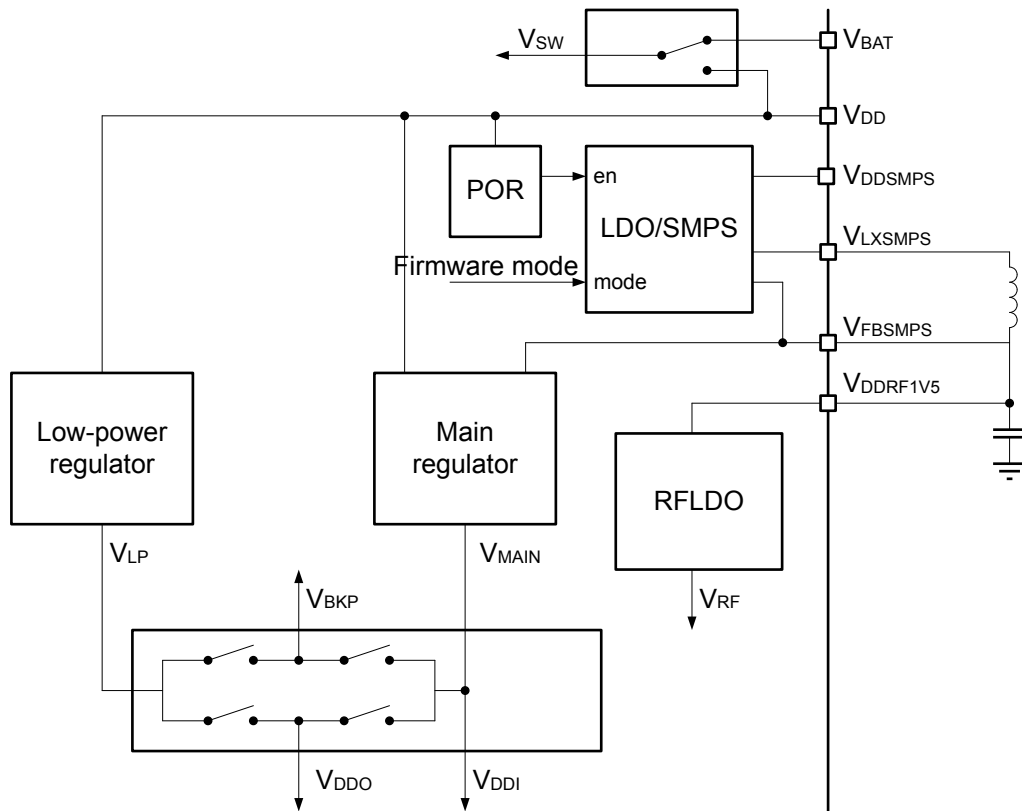 VSW
VBAT
VDD
POR
en
LDO/SMPS
mode
Firmware mode
VDDSMPS
VLXSMPS
VFBSMPS
VDDRF1V5
Low-power
regulator
Main
regulator
RFLDO
VLP
VMAIN
VBKP
VRF
VDDO
VDDI